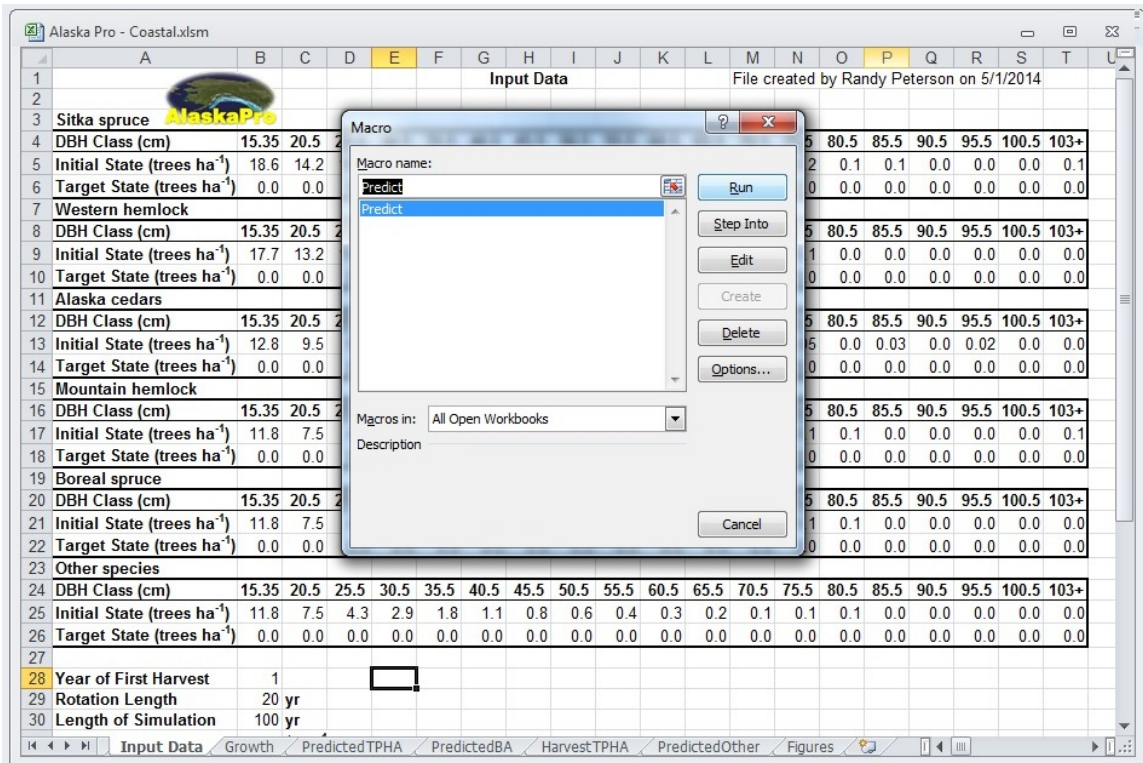 Alaska Pro - Coastal.xlsm
A B C D E F G H I J K L M N O P Q R S T U
1 Input Data File created by Randy Peterson on 5/1/2014
2
AlaskaPro
3 Sitka spruce
4 DBH Class (cm) 15.35 20.5 2 5 80.5 85.5 90.5 95.5 100.5 103+
5 Initial State (trees ha-1) 18.6 14.2 2 0.1 0.1 0.0 0.0 0.0 0.1
6 Target State (trees ha-1) 0.0 0.0 0 0.0 0.0 0.0 0.0 0.0 0.0
7 Western hemlock
8 DBH Class (cm) 15.35 20.5 2 5 80.5 85.5 90.5 95.5 100.5 103+
9 Initial State (trees ha-1) 17.7 13.2 1 0.0 0.0 0.0 0.0 0.0 0.0
10 Target State (trees ha-1) 0.0 0.0 0 0.0 0.0 0.0 0.0 0.0 0.0
11 Alaska cedars
12 DBH Class (cm) 15.35 20.5 2 5 80.5 85.5 90.5 95.5 100.5 103+
13 Initial State (trees ha-1) 12.8 9.5 05 0.0 0.03 0.0 0.02 0.0 0.0
14 Target State (trees ha-1) 0.0 0.0 0 0.0 0.0 0.0 0.0 0.0 0.0
15 Mountain hemlock
16 DBH Class (cm) 15.35 20.5 2 5 80.5 85.5 90.5 95.5 100.5 103+
17 Initial State (trees ha-1) 11.8 7.5 1 0.1 0.0 0.0 0.0 0.0 0.1
18 Target State (trees ha-1) 0.0 0.0 0 0.0 0.0 0.0 0.0 0.0 0.0
19 Boreal spruce
20 DBH Class (cm) 15.35 20.5 2 5 80.5 85.5 90.5 95.5 100.5 103+
21 Initial State (trees ha-1) 11.8 7.5 1 0.1 0.0 0.0 0.0 0.0 0.0
22 Target State (trees ha-1) 0.0 0.0 0 0.0 0.0 0.0 0.0 0.0 0.0
23 Other species
24 DBH Class (cm) 15.35 20.5 25.5 30.5 35.5 40.5 45.5 50.5 55.5 60.5 65.5 70.5 75.5 80.5 85.5 90.5 95.5 100.5 103+
25 Initial State (trees ha-1) 11.8 7.5 4.3 2.9 1.8 1.1 0.8 0.6 0.4 0.3 0.2 0.1 0.1 0.1 0.0 0.0 0.0 0.0 0.0
26 Target State (trees ha-1) 0.0 0.0 0.0 0.0 0.0 0.0 0.0 0.0 0.0 0.0 0.0 0.0 0.0 0.0 0.0 0.0 0.0 0.0 0.0
27
28 Year of First Harvest 1
29 Rotation Length 20 yr
30 Length of Simulation 100 yr
Input Data Growth PredictedTPHA PredictedBA HarvestTPHA PredictedOther Figures
Macro
Macro name:
Predict
Predict
Run
Step Into
Edit
Create
Delete
Options...
Macros in: All Open Workbooks
Description
Cancel